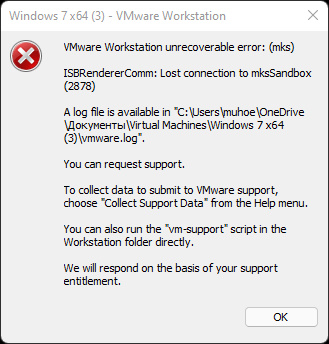 Windows 7 x64 (3) - VMware Workstation
VMware Workstation unrecoverable error: (mks)
ISBRendererComm: Lost connection to mksSandbox
(2878)
A log file is available in "C:\Users\muhoe\OneDrive
\Документы\Virtual Machines\Windows 7 x64
(3)\vmware.log".
You can request support.
To collect data to submit to VMware support,
choose "Collect Support Data" from the Help menu.
You can also run the "vm-support" script in the
Workstation folder directly.
We will respond on the basis of your support
entitlement.
OK